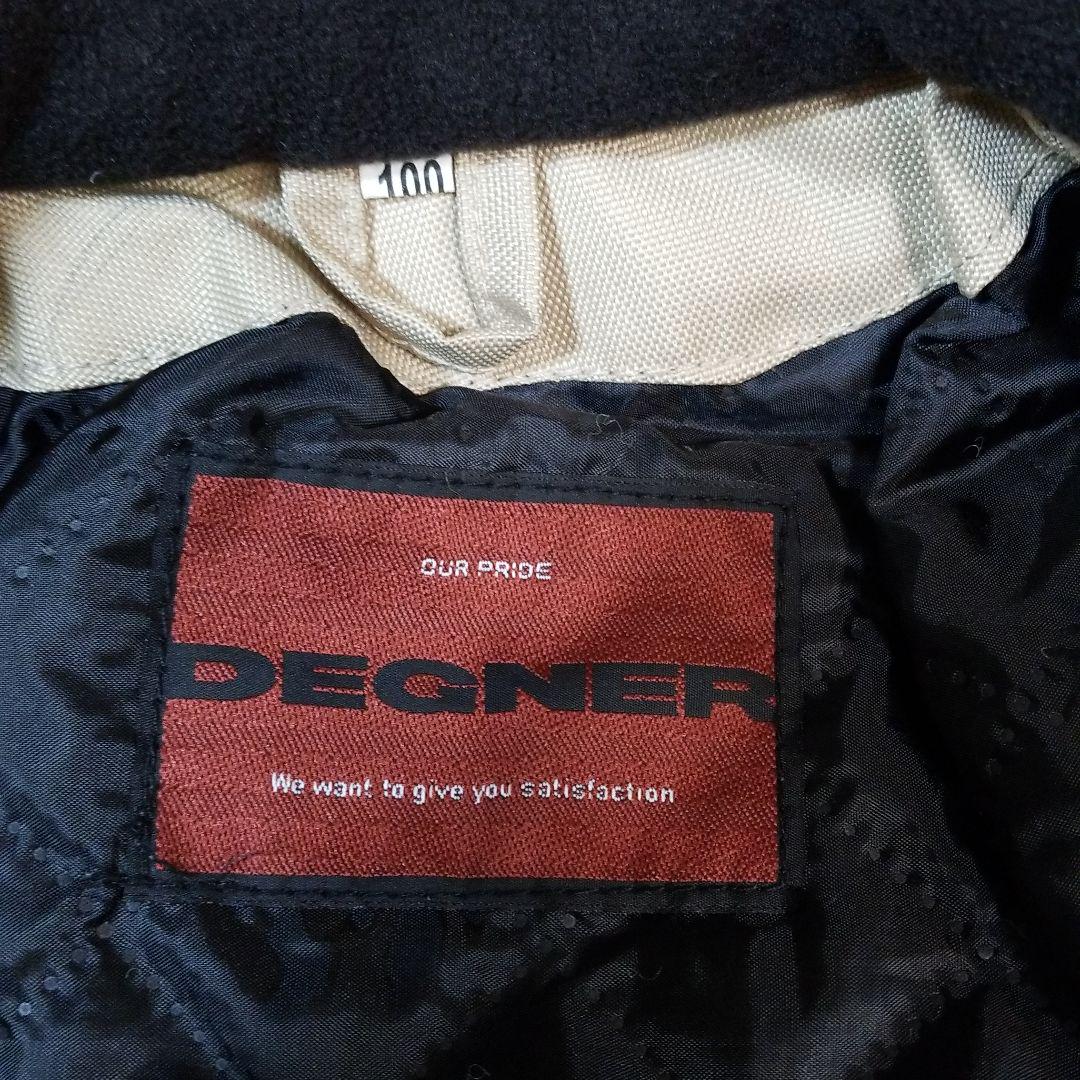 100
OUR PRIDE
DEGNER
We want to give you satisfaction